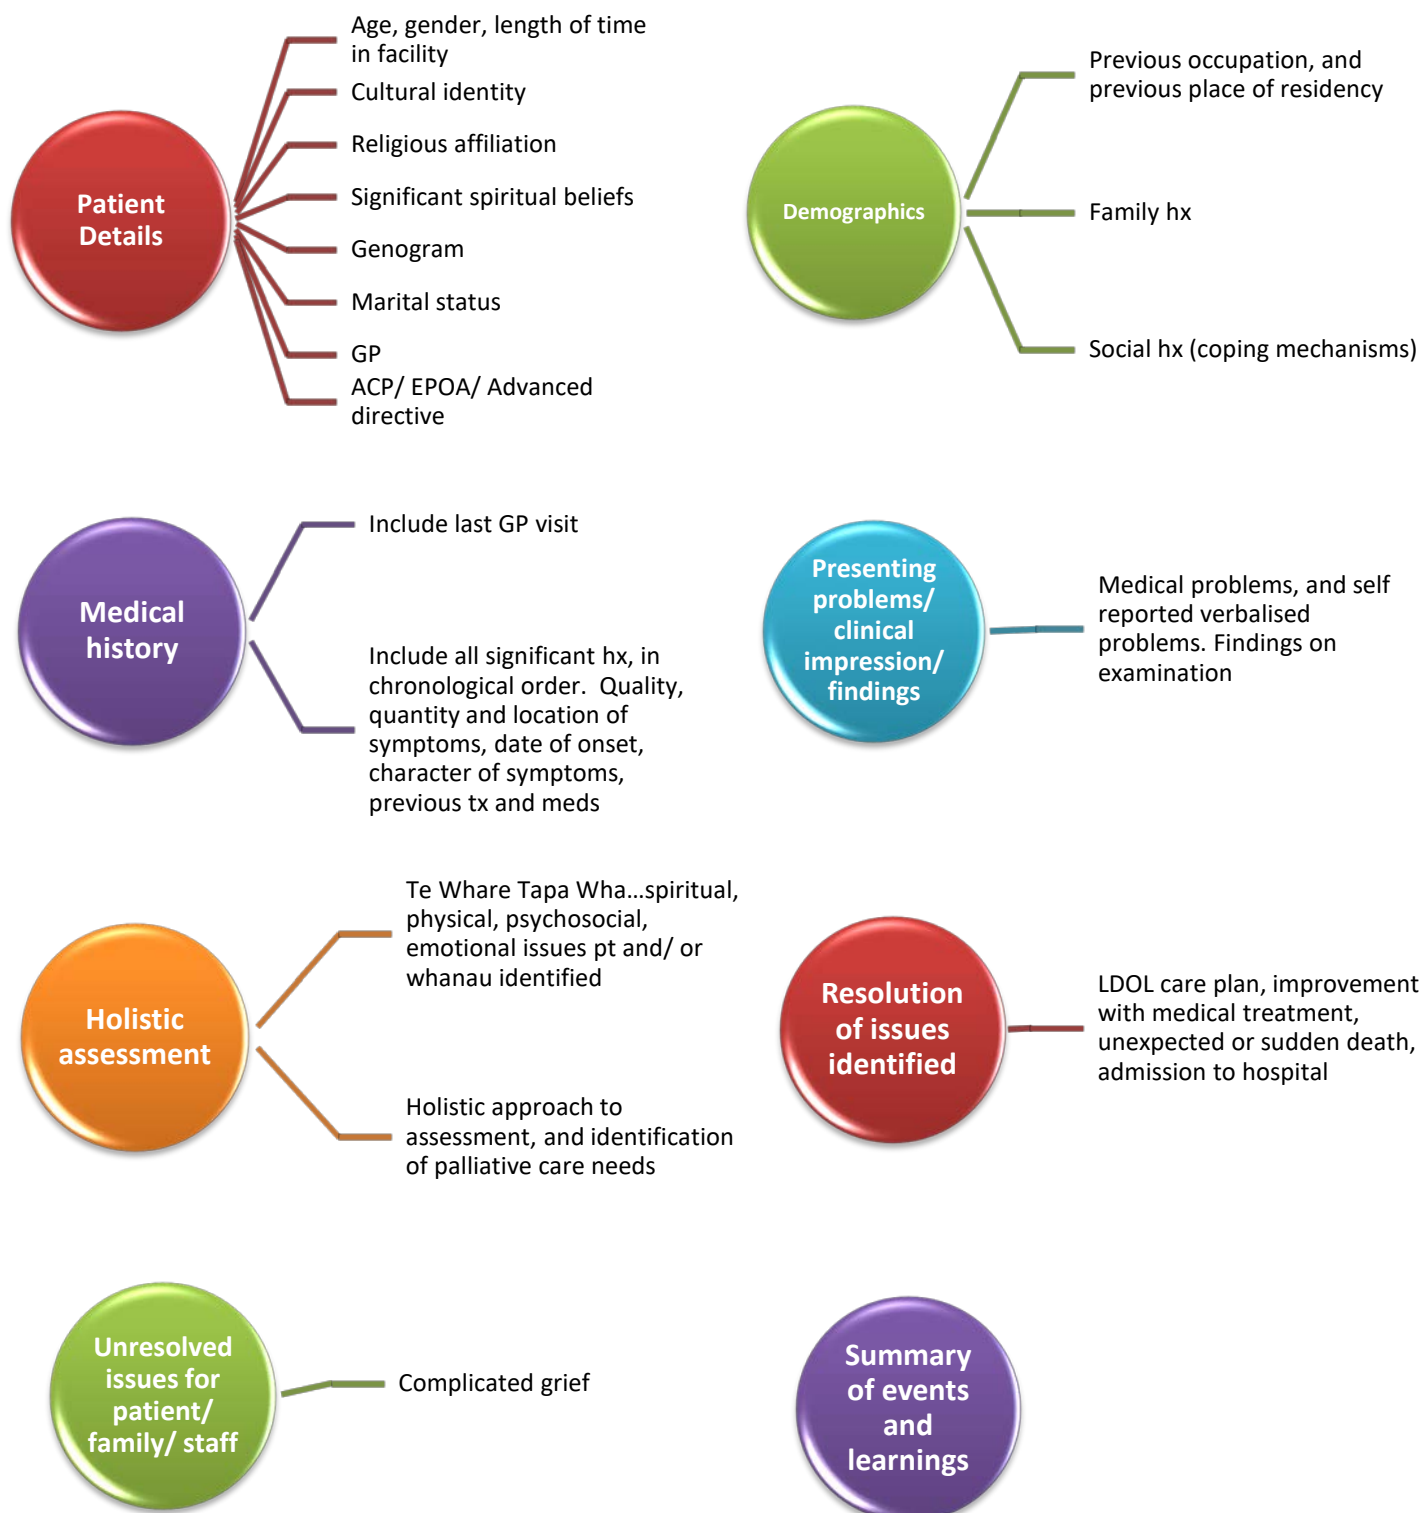 Patient
Details
Age, gender, length of time
in facility
Cultural identity
Religious affiliation
Significant spiritual beliefs
Genogram
Marital status
GP
ACP/ EPOA/ Advanced
directive
Demographics
Previous occupation, and
previous place of residency
Family hx
Social hx (coping mechanisms)
Medical
history
Include last GP visit
Include all significant hx, in
chronological order.  Quality,
quantity and location of
symptoms, date of onset,
character of symptoms,
previous tx and meds
Presenting
problems/
clinical
impression/
findings
Medical problems, and self
reported verbalised
problems. Findings on
examination
Holistic
assessment
Te Whare Tapa Wha...spiritual,
physical, psychosocial,
emotional issues pt and/ or
whanau identified
Holistic approach to
assessment, and identification
of palliative care needs
Resolution
of issues
identified
LDOL care plan, improvement
with medical treatment,
unexpected or sudden death,
admission to hospital
Unresolved
issues for
patient/
family/ staff
Complicated grief
Summary
of events
and
learnings